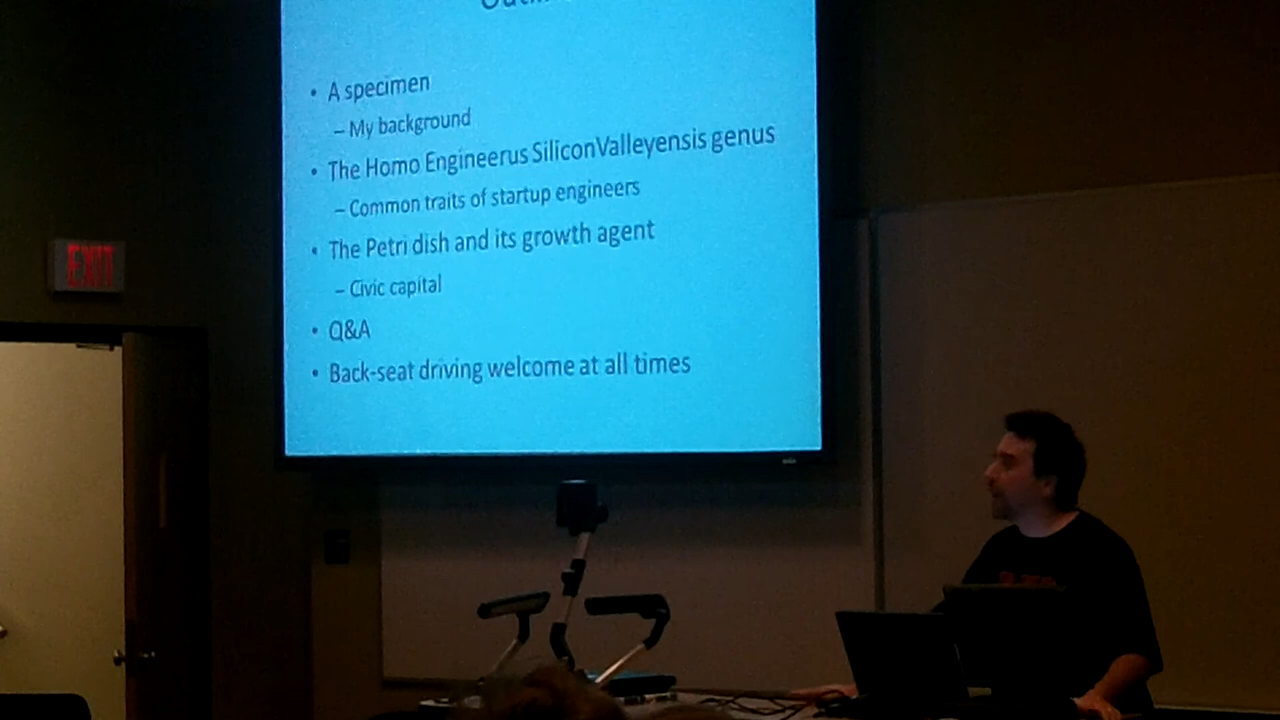 • A specimen
– My background
• The Homo Engineerus SiliconValleyensis genus
– Common traits of startup engineers
• The Petri dish and its growth agent
– Civic capital
• Q&A
• Back-seat driving welcome at all times
EXIT